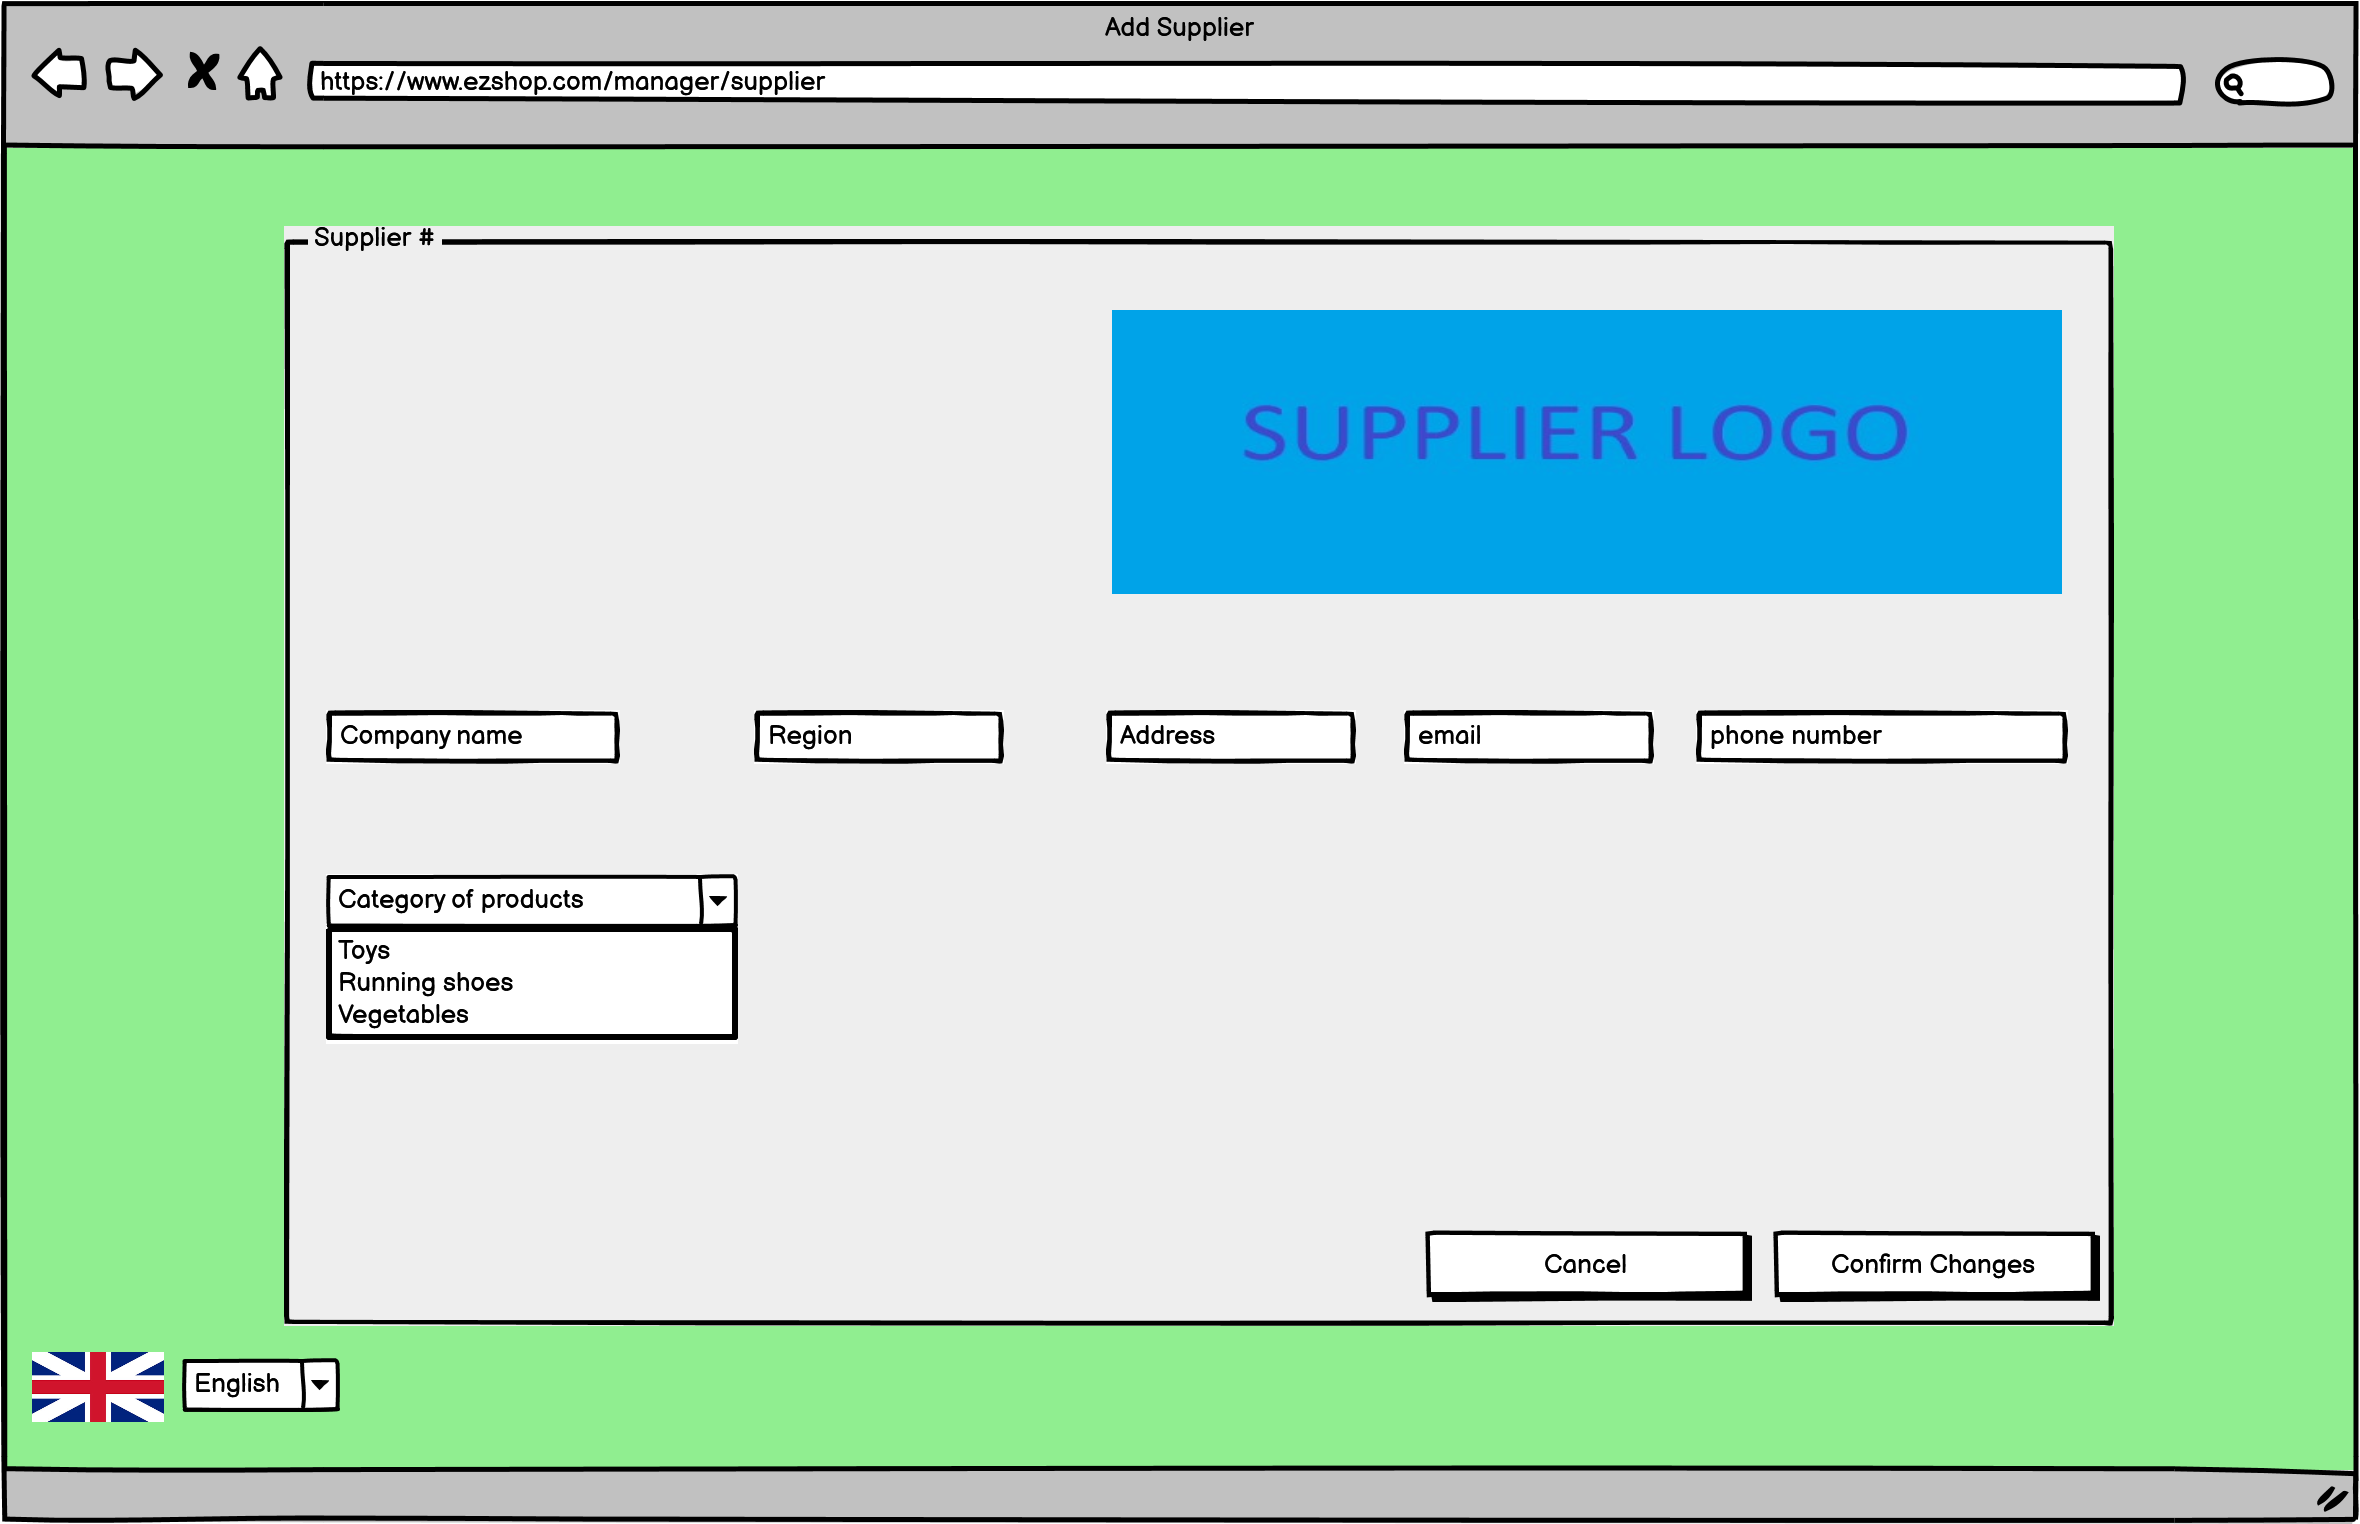 Add Supplier
https://www.ezshop.com/manager/supplier
Supplier #
SUPPLIER LOGO
Company name
Region
Address
email
phone number
Category of products
Toys
Running shoes
Vegetables
Cancel
Confirm Changes
English